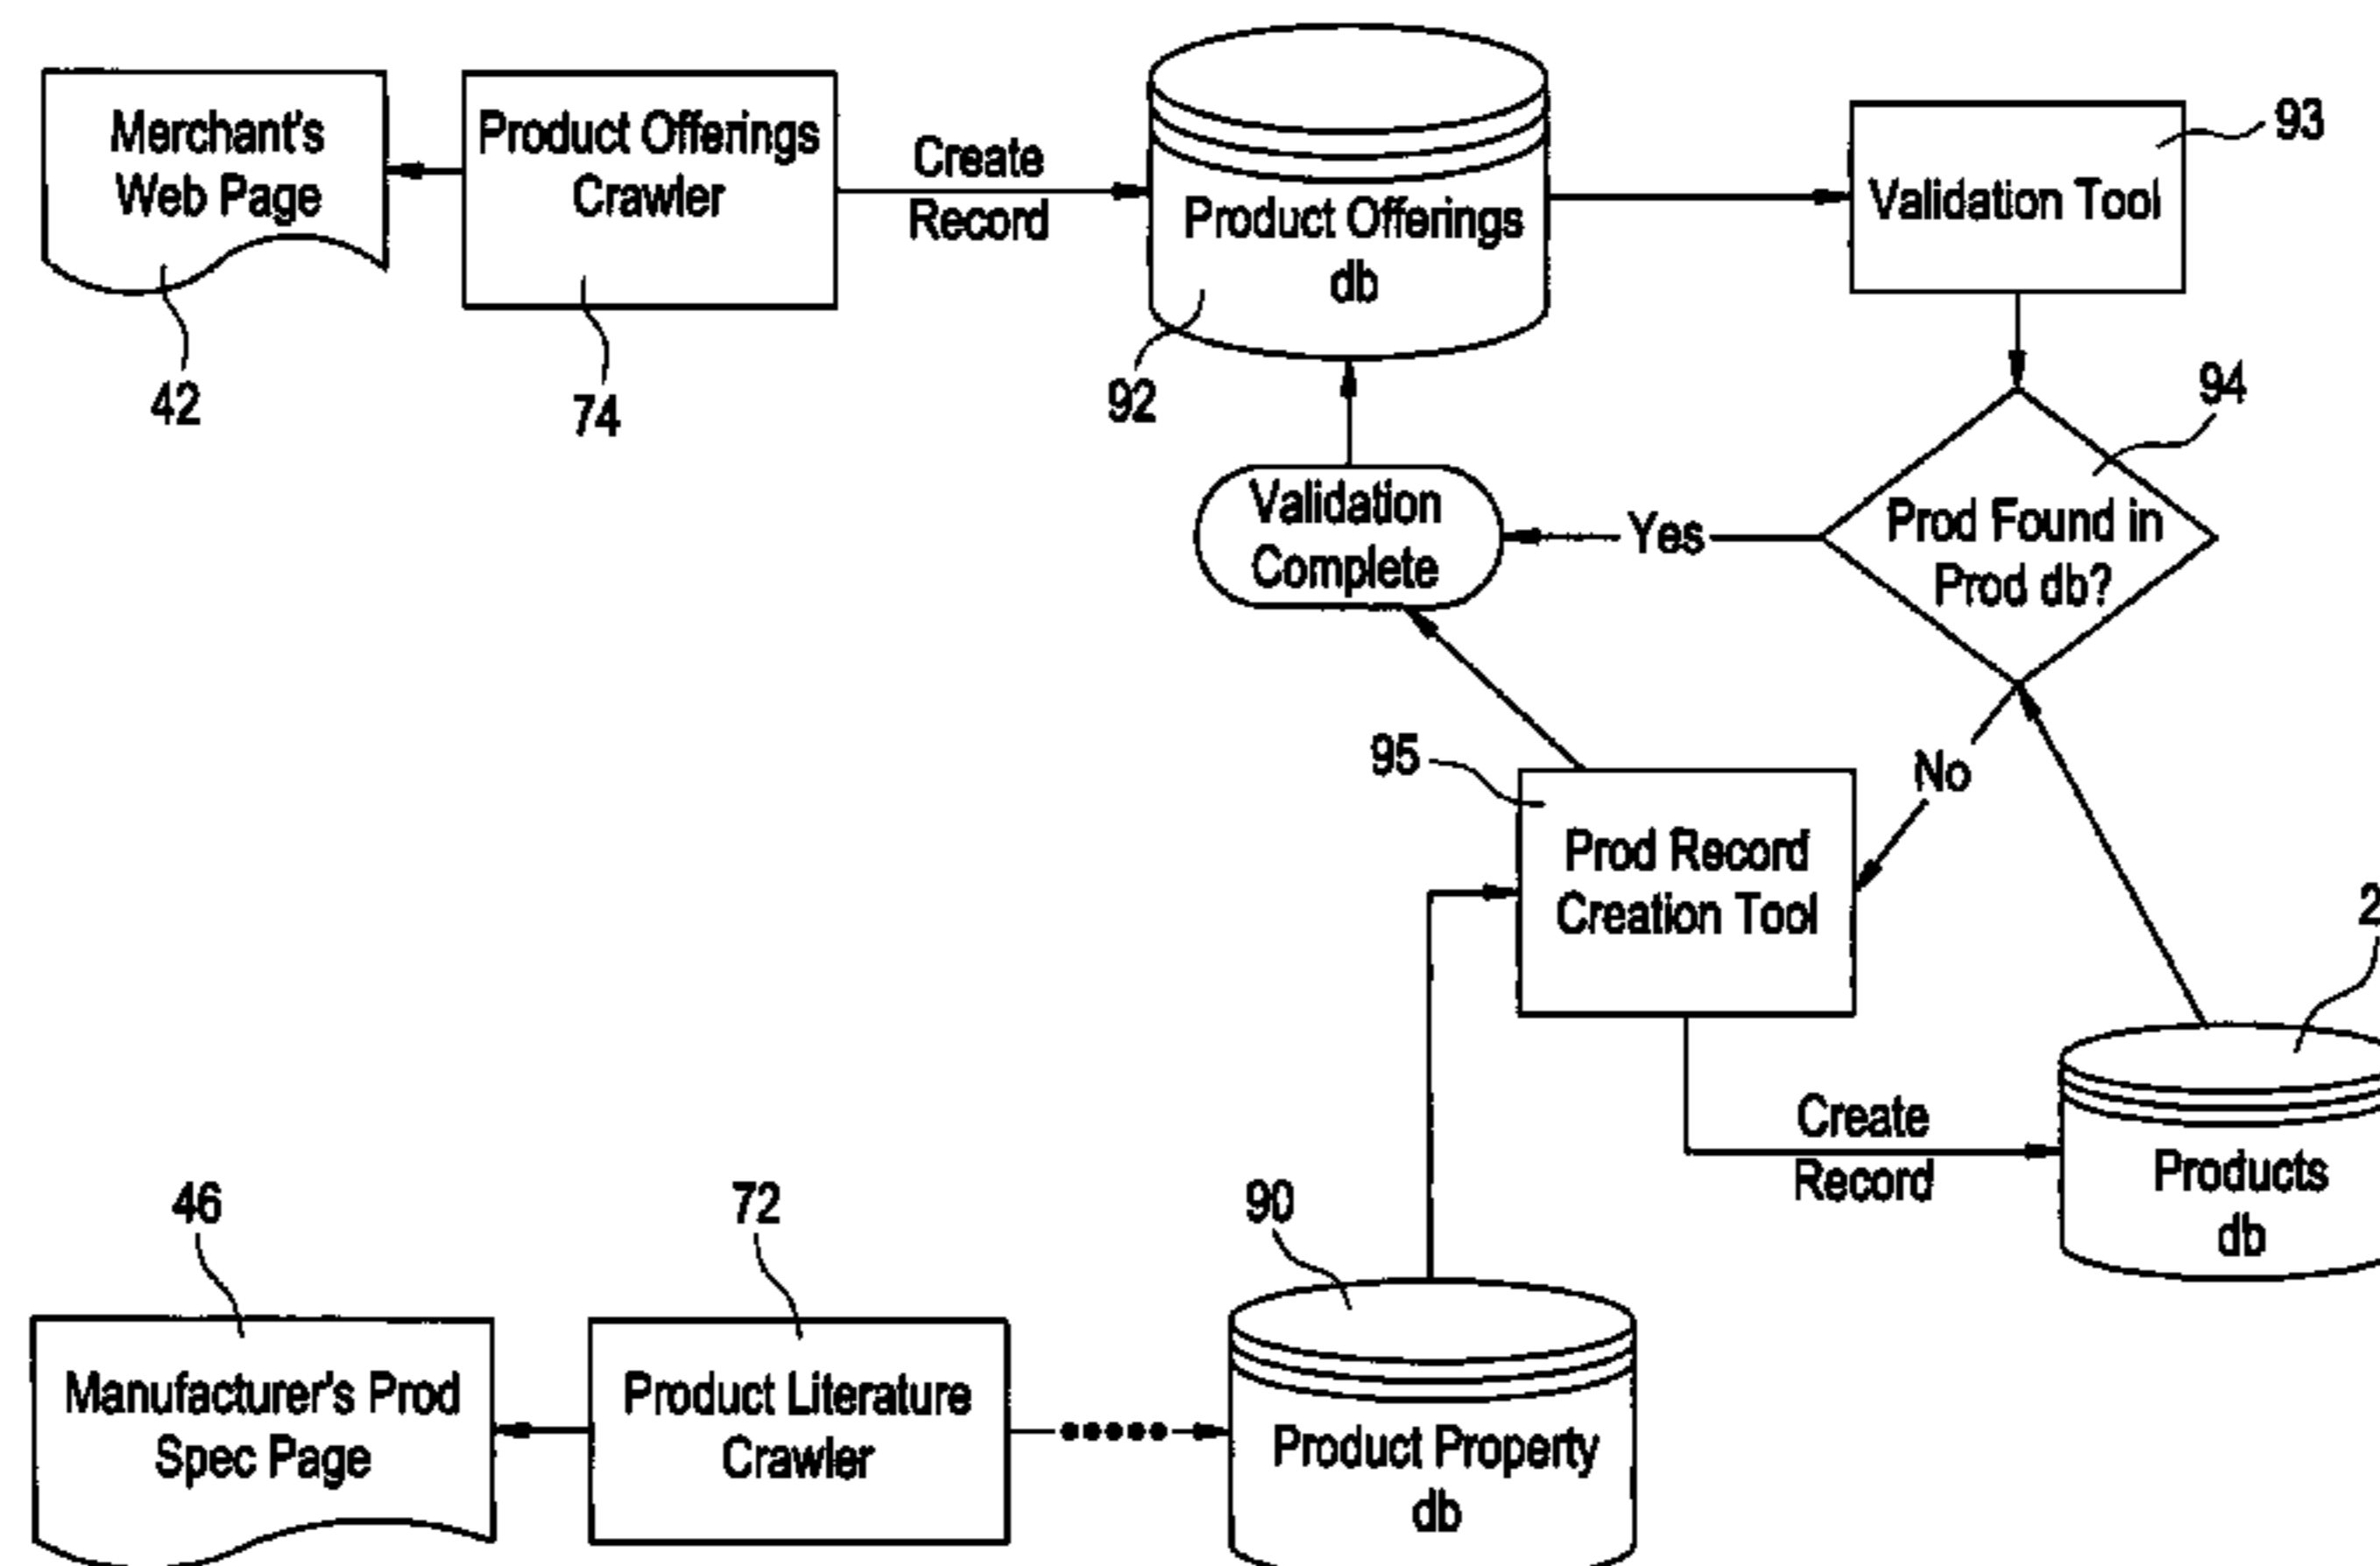 Merchant's
Web Page
42
Product Offerings
Crawler
74
Create
Record
Product Offerings
db
92
Validation Tool
93
94
Prod Found in
Prod db?
Yes
Validation
Complete
No
95
Prod Record
Creation Tool
Create
Record
Products
db
46
Manufacturer's Prod
Spec Page
72
Product Literature
Crawler
90
Product Property
db